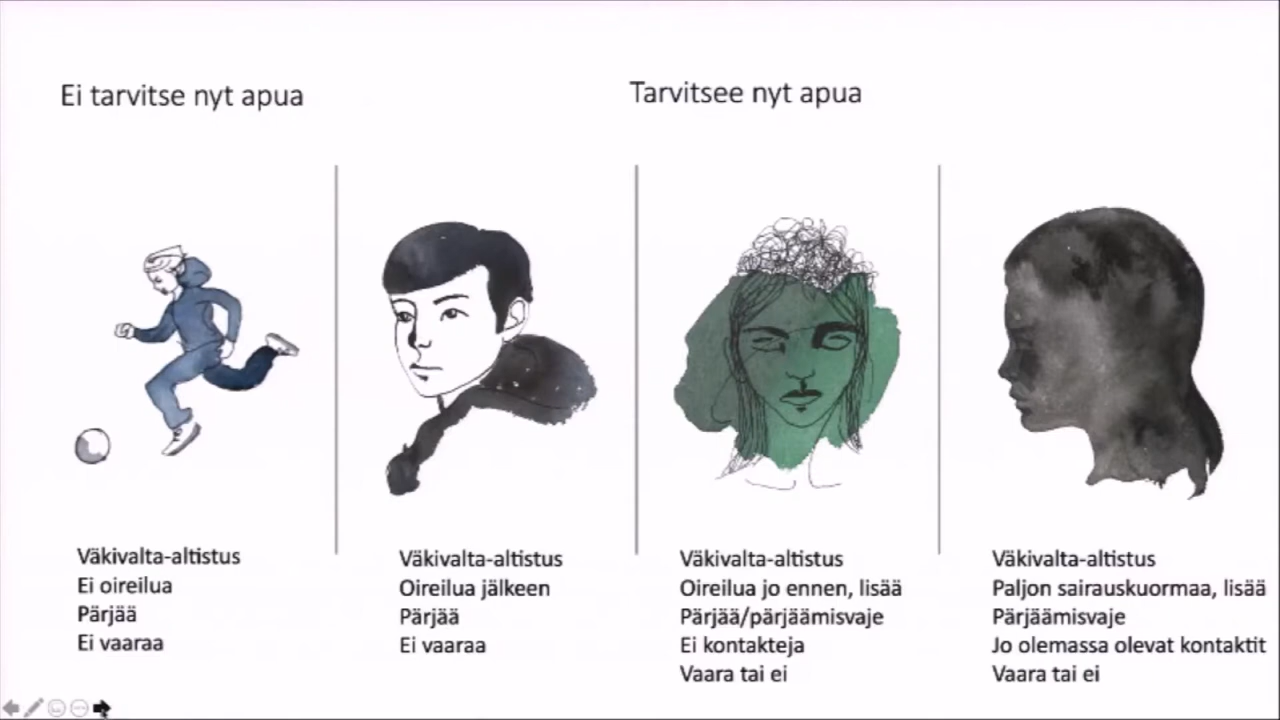 Ei tarvitse nyt apua
Tarvitsee nyt apua
Väkivalta-altistus
Ei oireilua
Pärjää
Ei vaaraa
Väkivalta-altistus
Oireilua jälkeen
Pärjää
Ei vaaraa
Väkivalta-altistus
Oireilua jo ennen, lisää
Pärjää/pärjäämisvaje
Ei kontakteja
Vaara tai ei
Väkivalta-altistus
Paljon sairauskuormaa, lisää
Pärjäämisvaje
Jo olemassa olevat kontaktit
Vaara tai ei